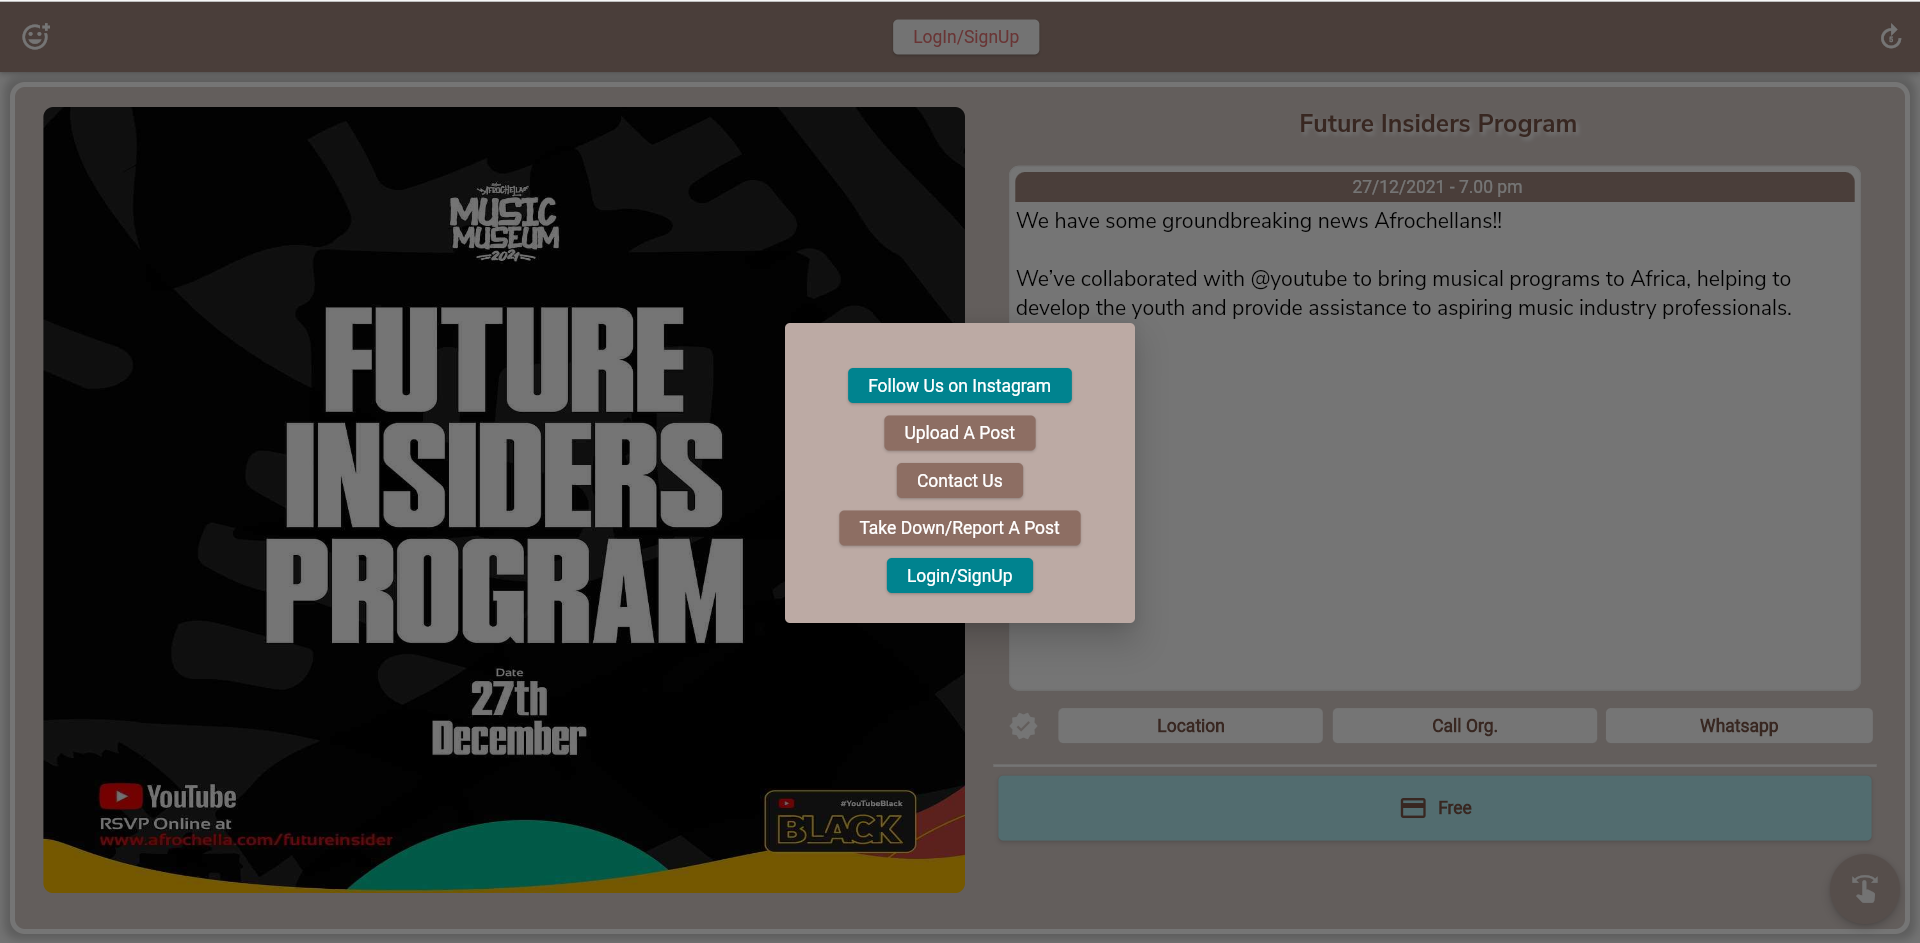 LogIn/SignUp
AFROCHELLA
MUSIC
MUSEUM
2021
FUTURE
INSIDERS
PROGRAM
Date
27th
December
YouTube
RSVP Online at
www.afrochella.com/futureinsider
#YouTubeBlack
BLACK
Future Insiders Program
27/12/2021 - 7.00 pm
We have some groundbreaking news Afrochellans!!
We’ve collaborated with @youtube to bring musical programs to Africa, helping to
develop the youth and provide assistance to aspiring music industry professionals.
Follow Us on Instagram
Upload A Post
Contact Us
Take Down/Report A Post
Login/SignUp
Location
Call Org.
Whatsapp
Free